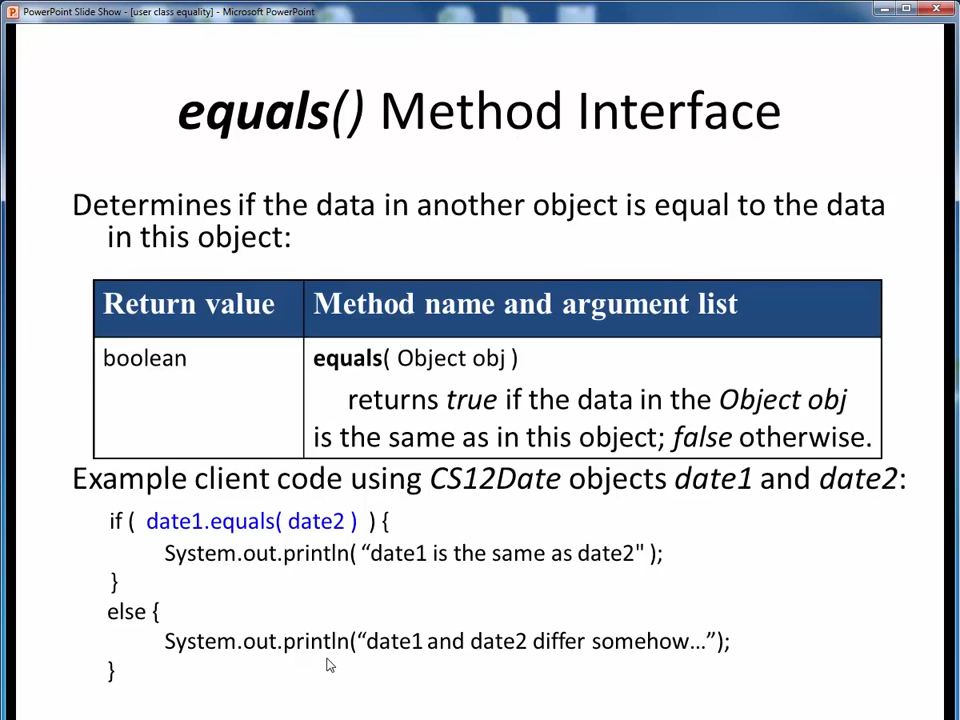 PowerPoint Slide Show - [user class equality] - Microsoft PowerPoint
equals() Method Interface
Determines if the data in another object is equal to the data
in this object:
Return value
Method name and argument list
boolean
equals( Object obj )
returns true if the data in the Object obj
is the same as in this object; false otherwise.
Example client code using CS12Date objects date1 and date2:
if ( date1.equals( date2 ) ) {
System.out.println( “date1 is the same as date2" );
}
else {
System.out.println(“date1 and date2 differ somehow…”);
}